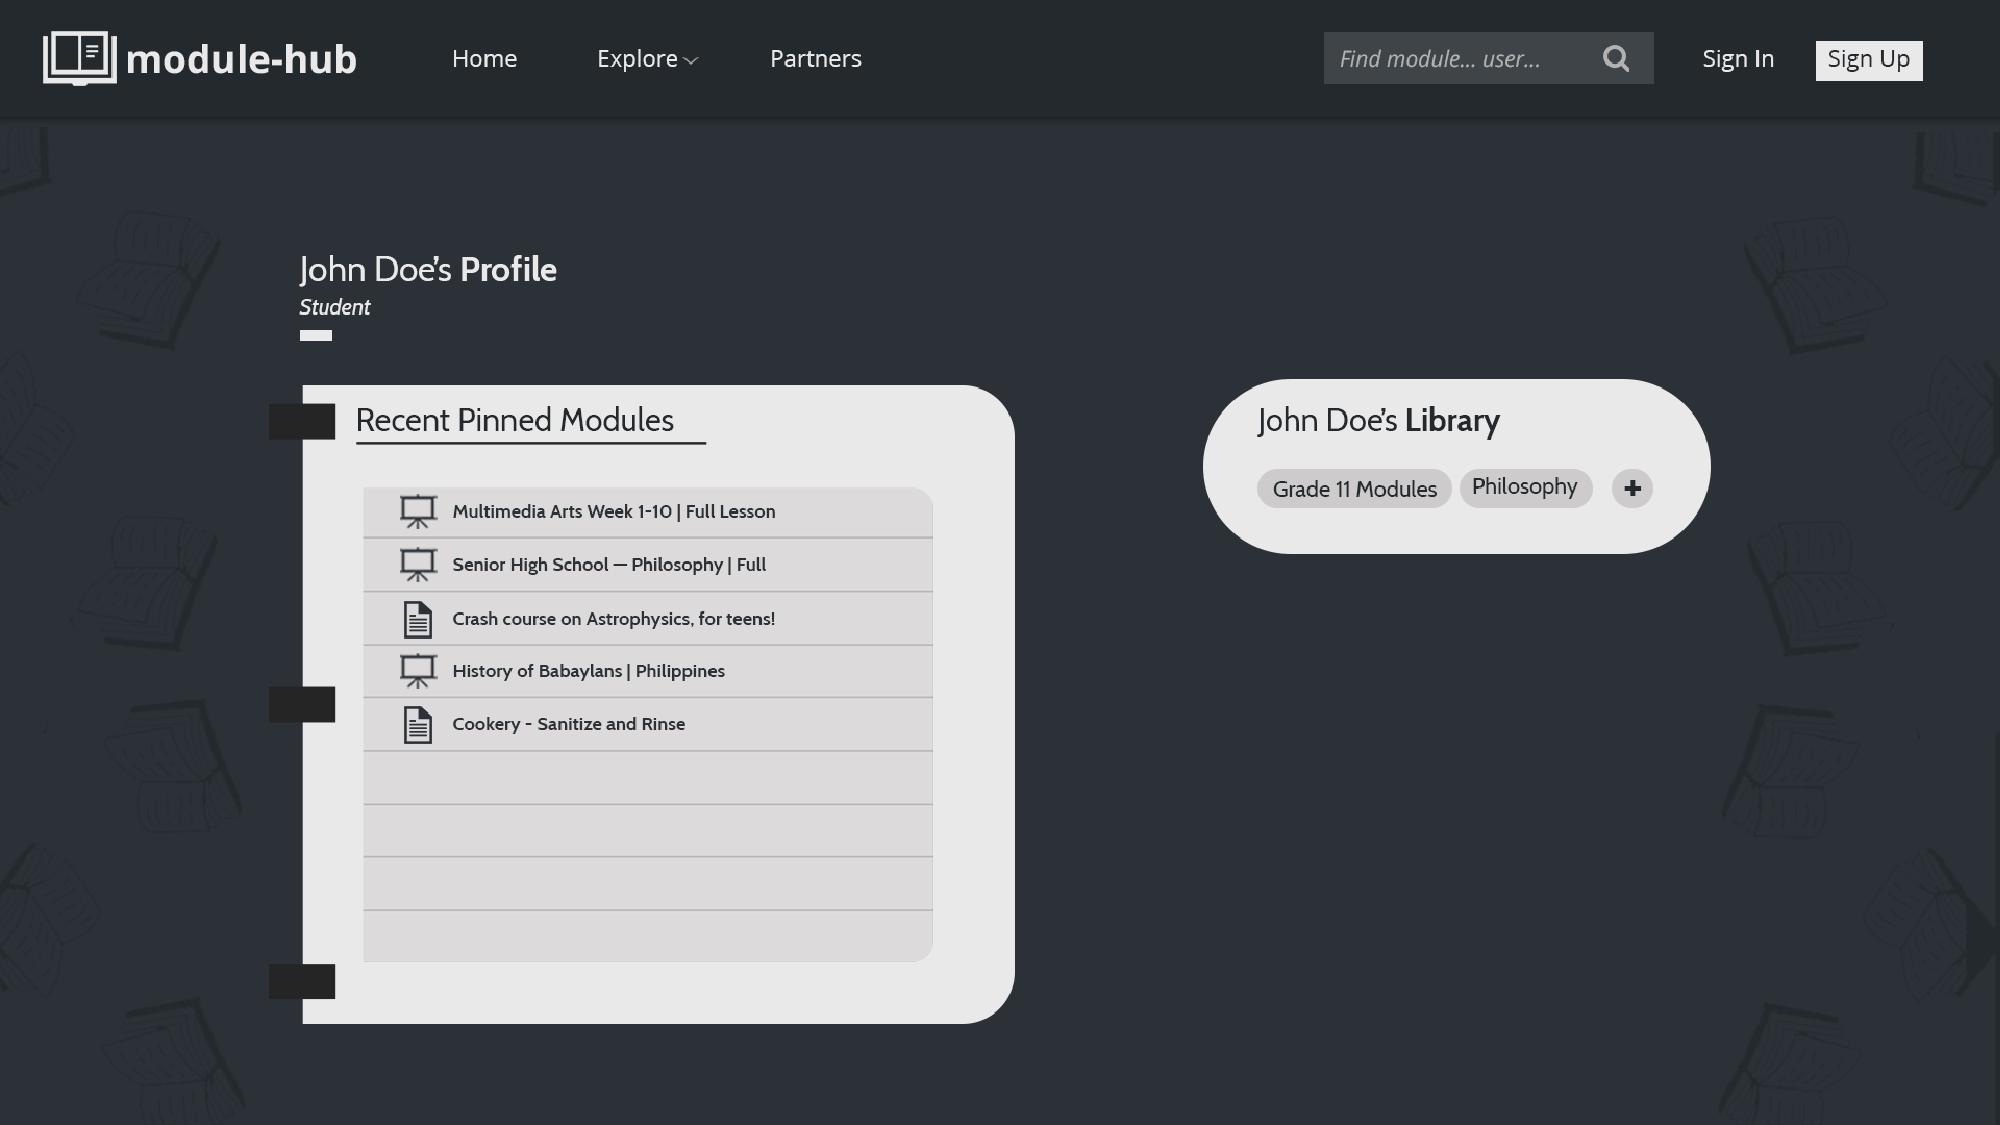 module-hub
Home
Explore
Partners
Find module... user...
Sign In
Sign Up
John Doe's Profile
Student
Recent Pinned Modules
Multimedia Arts Week 1-10 | Full Lesson
Senior High School — Philosophy | Full
Crash course on Astrophysics, for teens!
History of Babaylans | Philippines
Cookery - Sanitize and Rinse
John Doe's Library
Grade 11 Modules
Philosophy